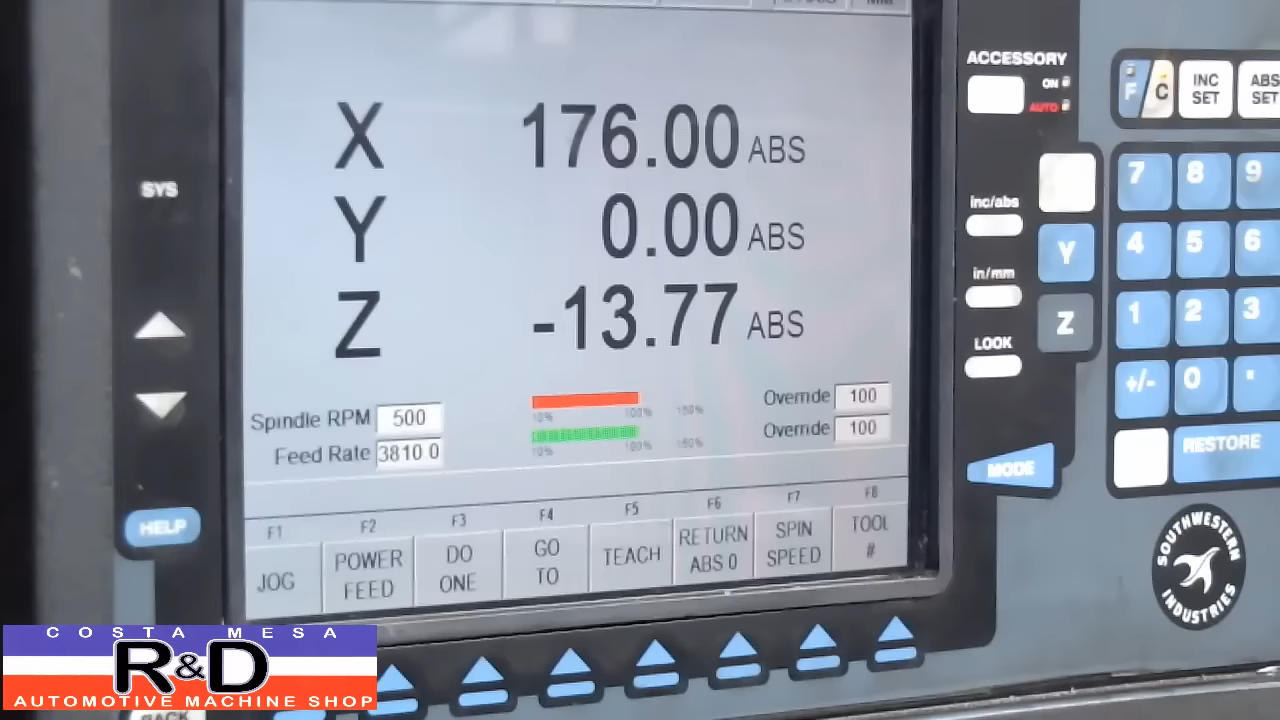 MM
X 176.00 ABS
Y 0.00 ABS
Z -13.77 ABS
Spindle RPM 500
Feed Rate 3810 0
10% 100% 150%
10% 100% 150%
Override 100
Override 100
F1 F2 F3 F4 F5 F6 F7 F8
JOG
POWER FEED
DO ONE
GO TO
TEACH
RETURN ABS 0
SPIN SPEED
TOOL #
SYS
HELP
ACCESSORY
ON
AUTO
F C
INC SET
ABS SET
inc/abs
in/mm
LOOK
Y
Z
7 8 9
4 5 6
1 2 3
+/- 0 .
RESTORE
MODE
SOUTHWESTERN INDUSTRIES
COSTA MESA
R&D
AUTOMOTIVE MACHINE SHOP
BACK